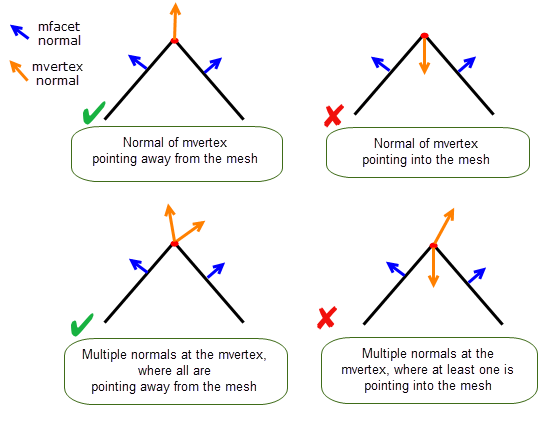 mfacet
normal
mvertex
normal
Normal of mvertex
pointing away from the mesh
Normal of mvertex
pointing into the mesh
Multiple normals at the mvertex,
where all are
pointing away from the mesh
Multiple normals at the
mvertex, where at least one is
pointing into the mesh